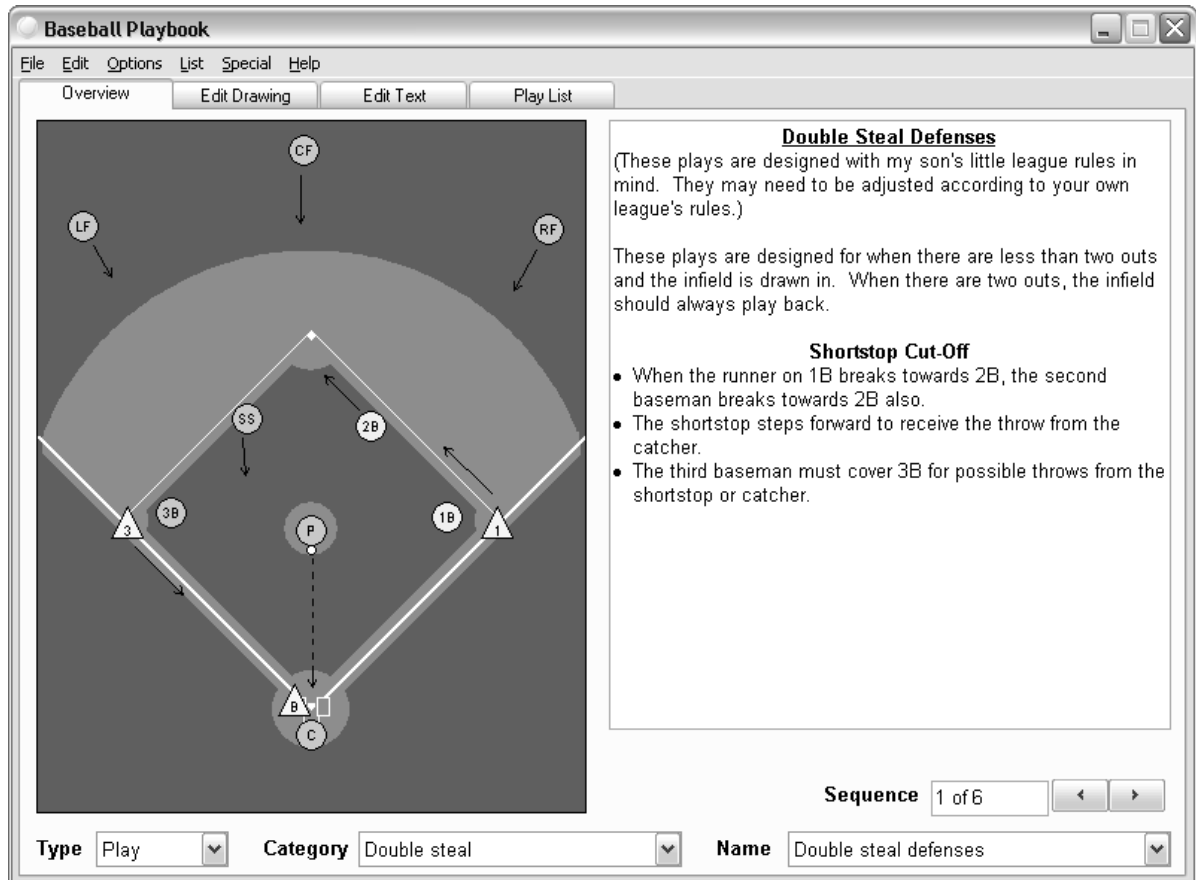 Baseball Playbook
File Edit Options List Special Help
Overview Edit Drawing Edit Text Play List
CF
LF
RF
SS
2B
3B
1B
3
P
1
B
C
Double Steal Defenses
(These plays are designed with my son's little league rules in
mind. They may need to be adjusted according to your own
league's rules.)
These plays are designed for when there are less than two outs
and the infield is drawn in. When there are two outs, the infield
should always play back.
Shortstop Cut-Off
• When the runner on 1B breaks towards 2B, the second
baseman breaks towards 2B also.
• The shortstop steps forward to receive the throw from the
catcher.
• The third baseman must cover 3B for possible throws from the
shortstop or catcher.
Sequence 1 of 6
Type Play Category Double steal Name Double steal defenses